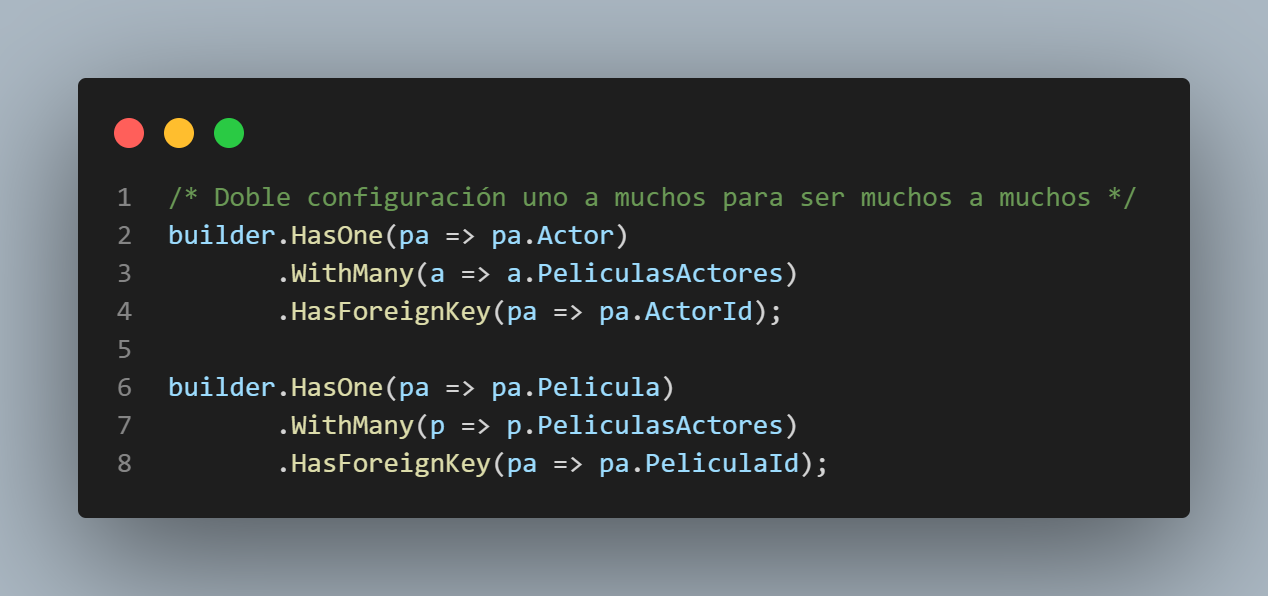 1 /* Doble configuración uno a muchos para ser muchos a muchos */
2 builder.HasOne(pa => pa.Actor)
3        .WithMany(a => a.PeliculasActores)
4        .HasForeignKey(pa => pa.ActorId);
5
6 builder.HasOne(pa => pa.Pelicula)
7        .WithMany(p => p.PeliculasActores)
8        .HasForeignKey(pa => pa.PeliculaId);